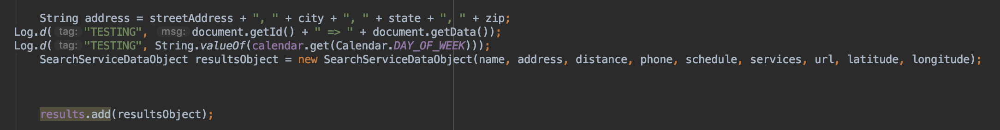 String address = streetAddress + ", " + city + ", " + state + ", " + zip;
Log.d( tag: "TESTING", msg: document.getId() + " => " + document.getData());
Log.d( tag: "TESTING", String.valueOf(calendar.get(Calendar.DAY_OF_WEEK)));
SearchServiceDataObject resultsObject = new SearchServiceDataObject(name, address, distance, phone, schedule, services, url, latitude, longitude);
results.add(resultsObject);